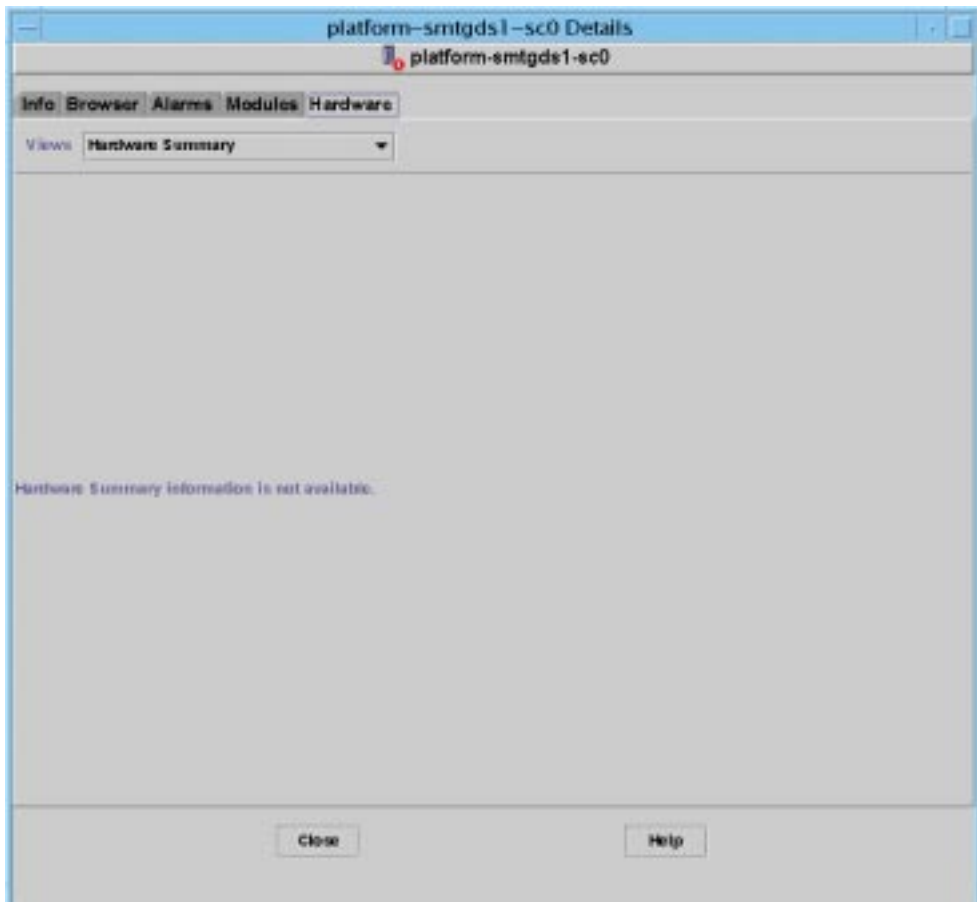 platform-smtgds1-sc0 Details
platform-smtgds1-sc0
Info Browser Alarms Modules Hardware
Views Hardware Summary
Hardware Summary information is not available.
Close Help